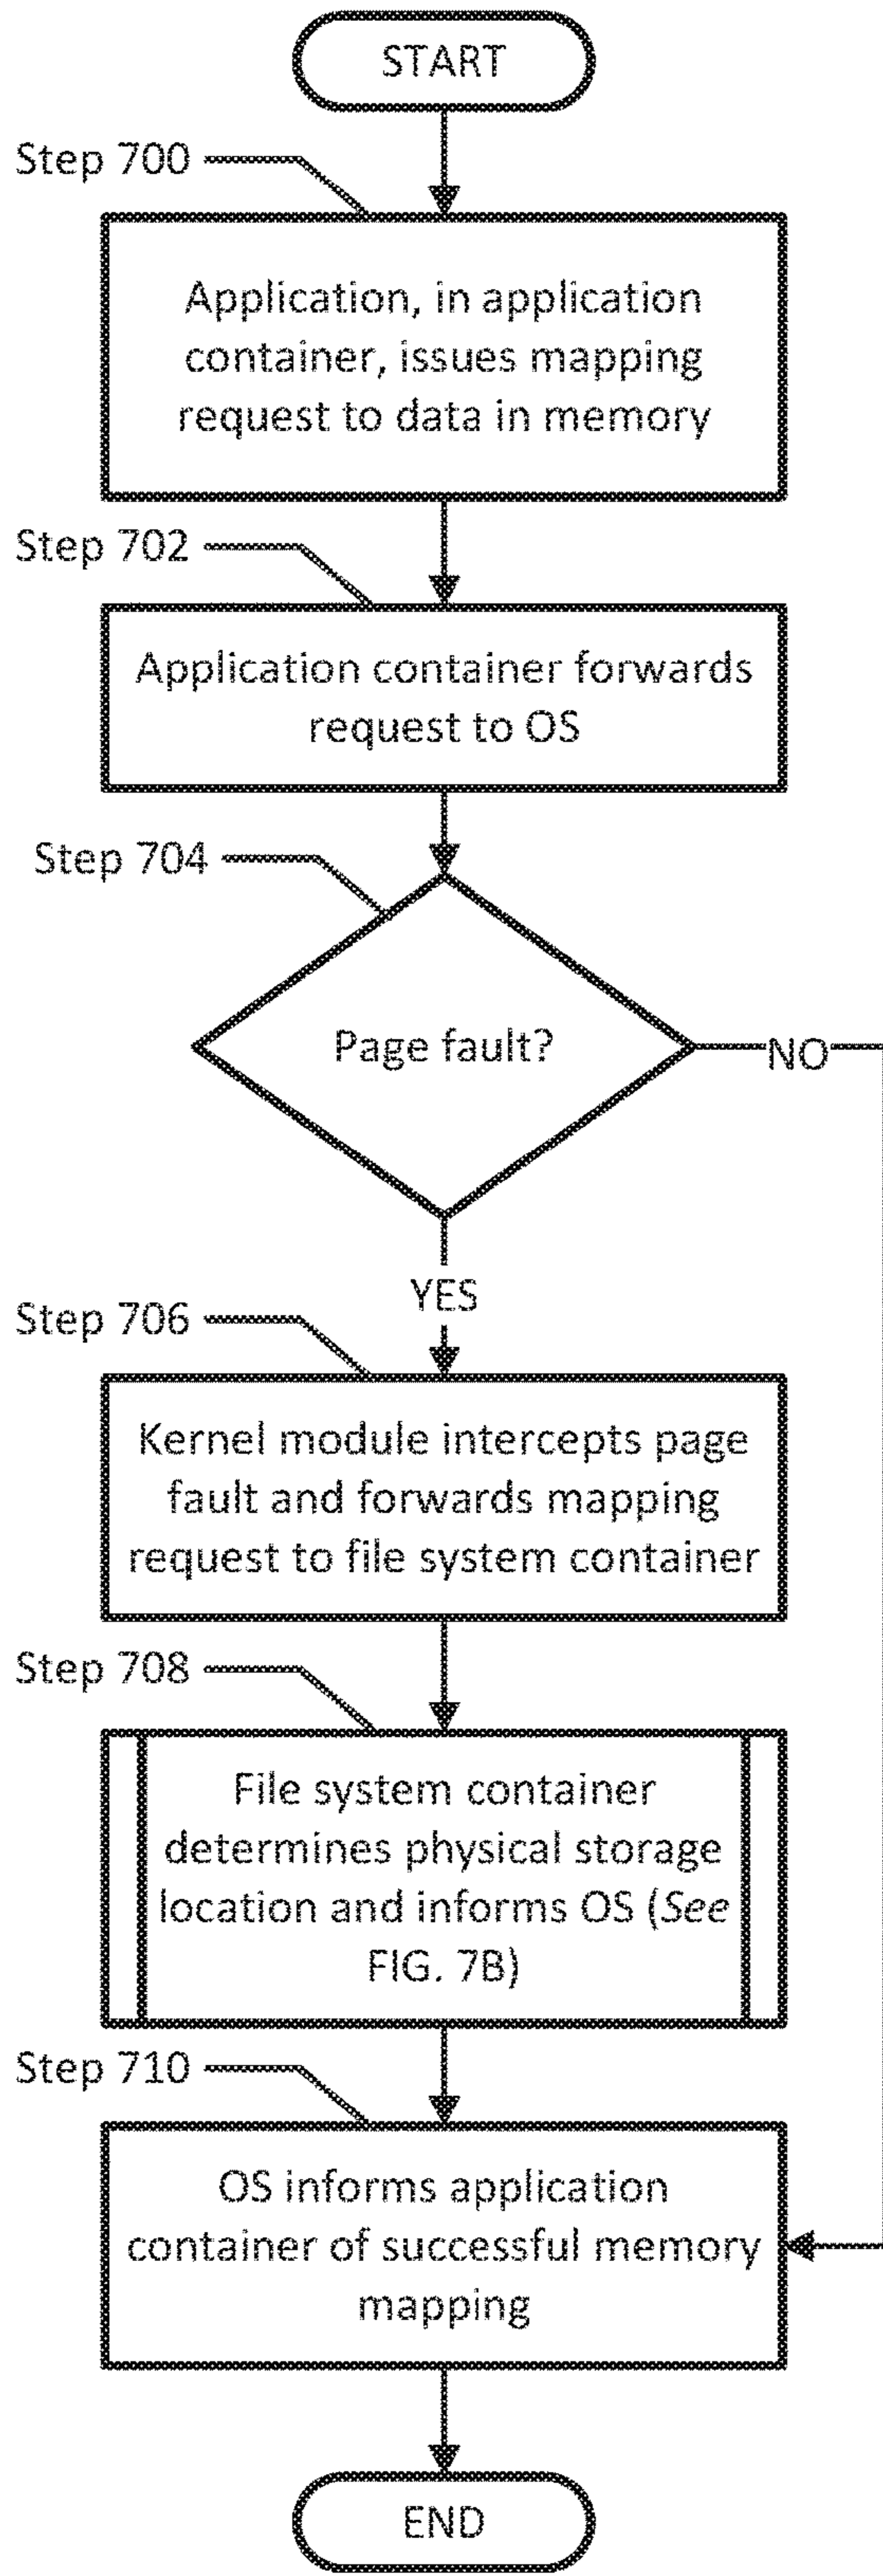 START
Step 700
Application, in application
container, issues mapping
request to data in memory
Step 702
Application container forwards
request to OS
Step 704
Page fault?
NO
YES
Step 706
Kernel module intercepts page
fault and forwards mapping
request to file system container
Step 708
File system container
determines physical storage
location and informs OS (See
FIG. 7B)
Step 710
OS informs application
container of successful memory
mapping
END